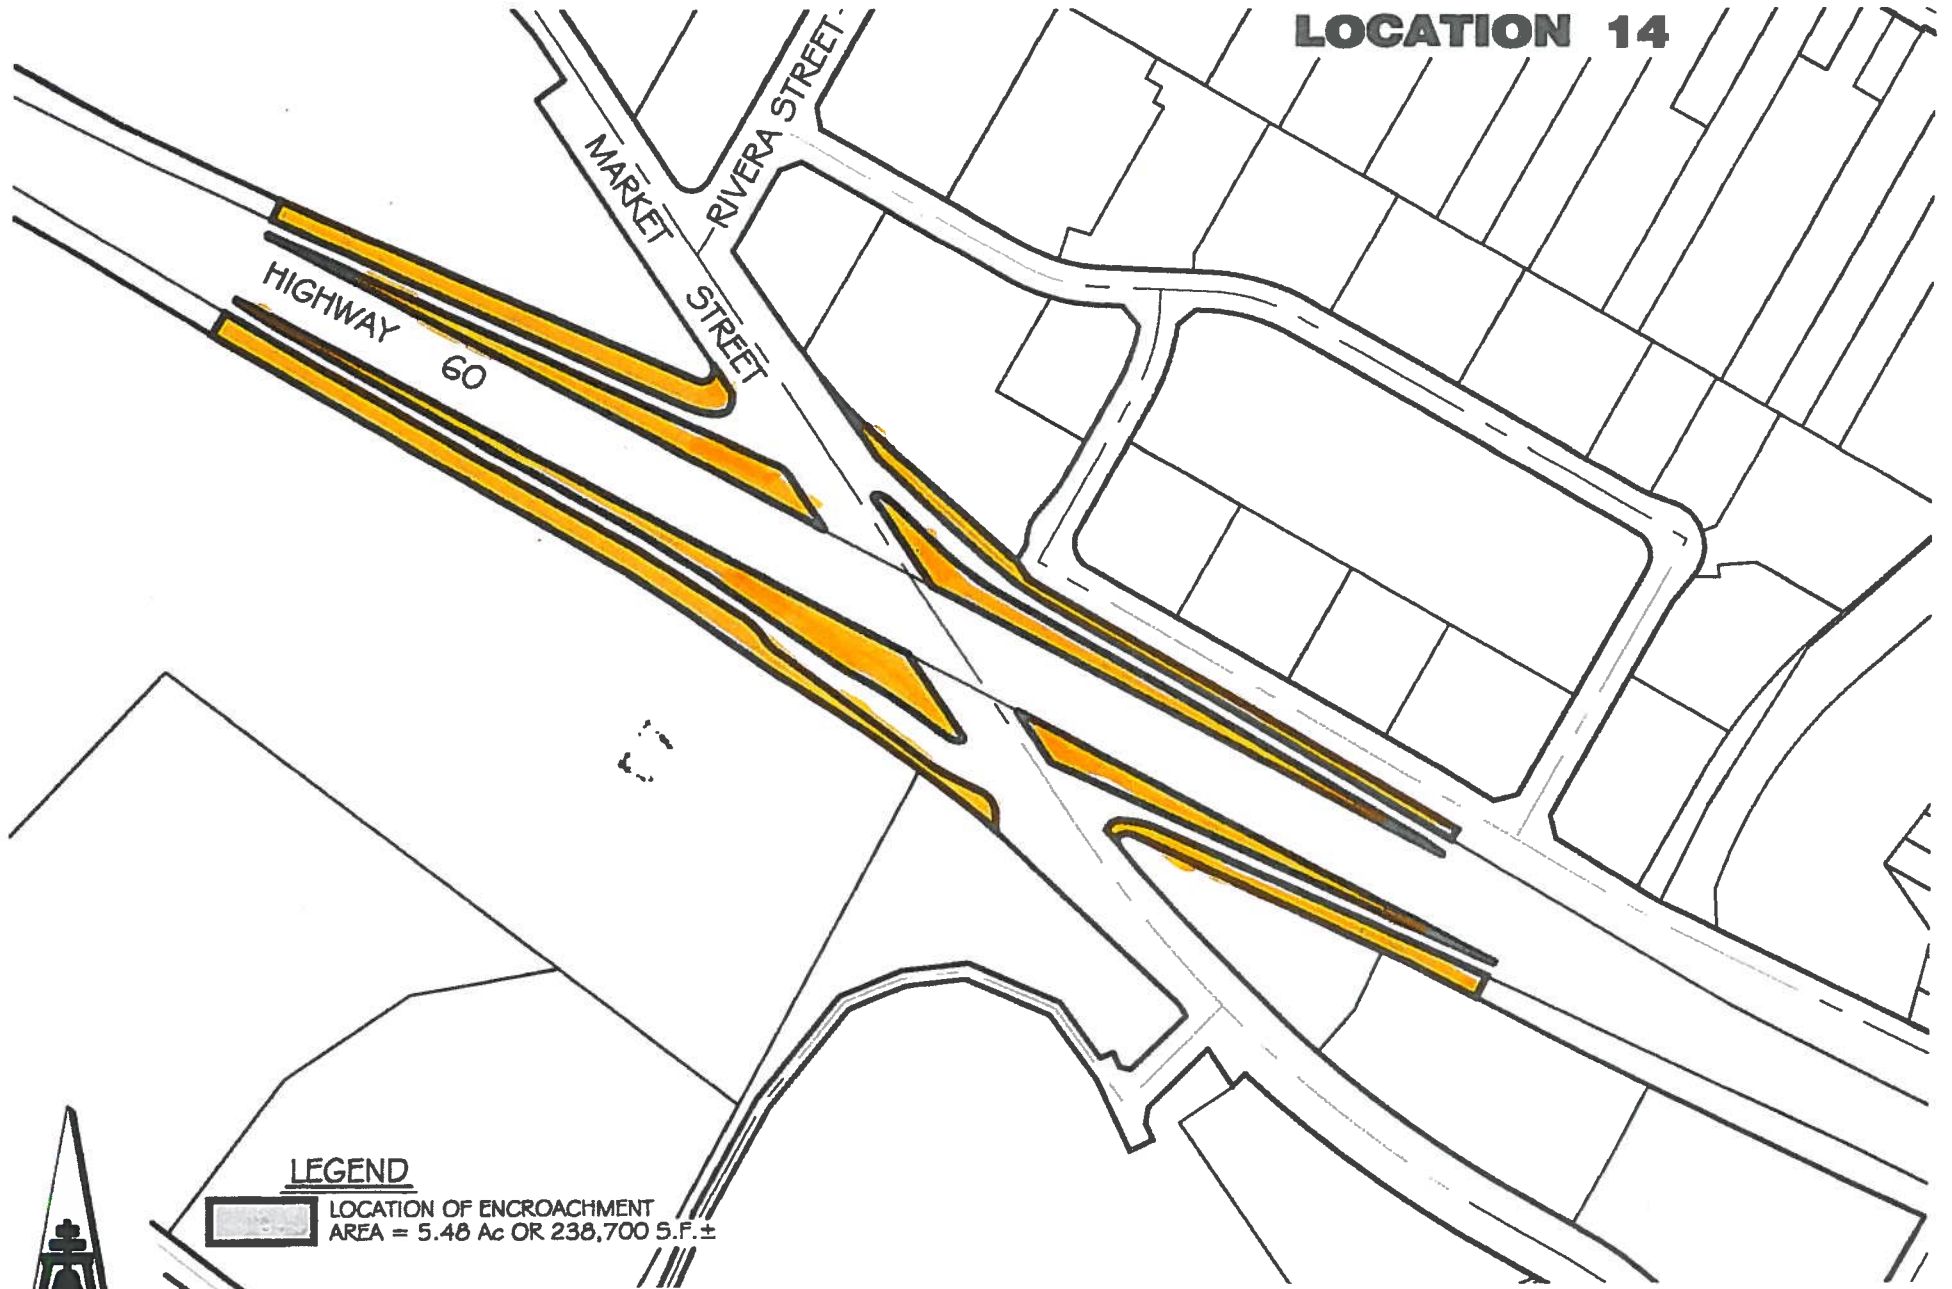 LOCATION 14
RIVERA STREET
MARKET STREET
HIGHWAY 60
LEGEND
LOCATION OF ENCROACHMENT
AREA = 5.48 Ac OR 238,700 S.F.±